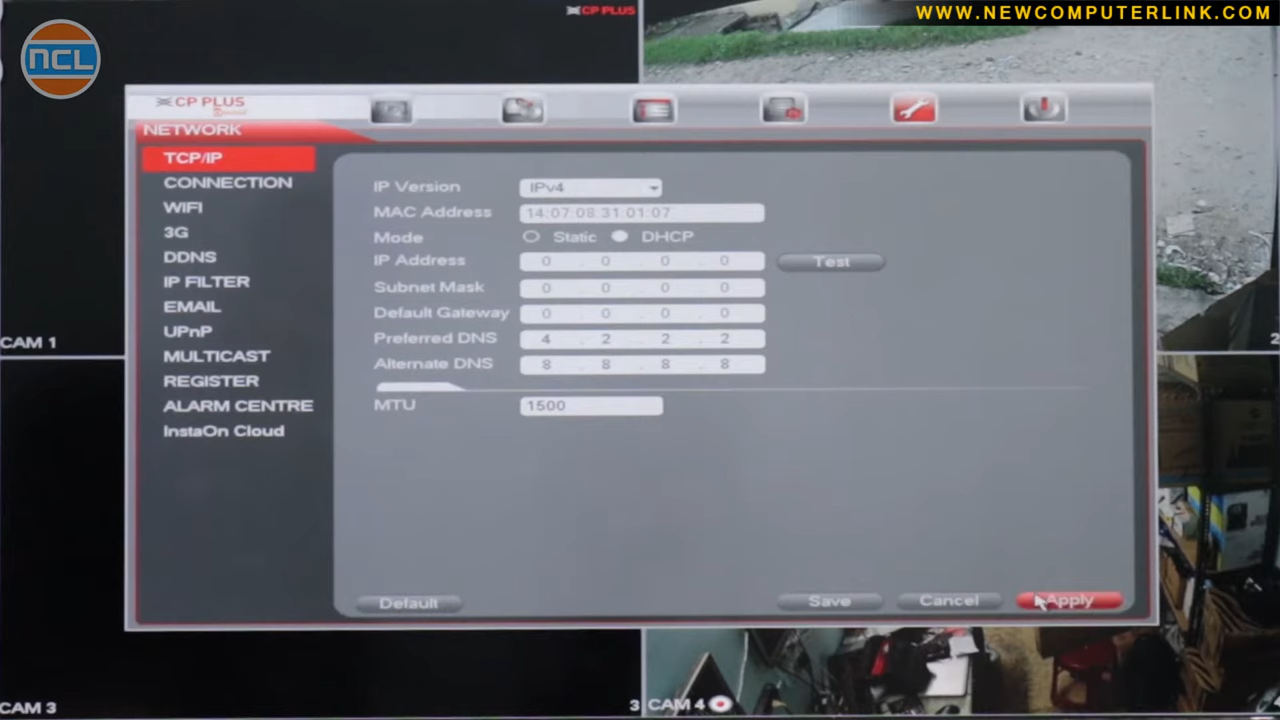 CP PLUS
WWW.NEWCOMPUTERLINK.COM
NCL
CP PLUS
NETWORK
TCP/IP
CONNECTION
WIFI
3G
DDNS
IP FILTER
EMAIL
UPnP
MULTICAST
REGISTER
ALARM CENTRE
InstaOn Cloud
IP Version IPv4
MAC Address 14:07:08:31:01:07
Mode Static DHCP
IP Address 0 . 0 . 0 . 0 Test
Subnet Mask 0 . 0 . 0 . 0
Default Gateway 0 . 0 . 0 . 0
Preferred DNS 4 . 2 . 2 . 2
Alternate DNS 8 . 8 . 8 . 8
MTU 1500
Default Save Cancel Apply
CAM 1
2
CAM 3
3 CAM 4